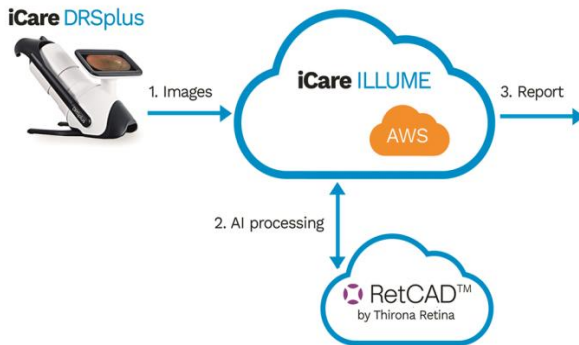 iCare DRSplus
1. Images
iCare ILLUME
AWS
3. Report
2. AI processing
RetCAD™
by Thirona Retina